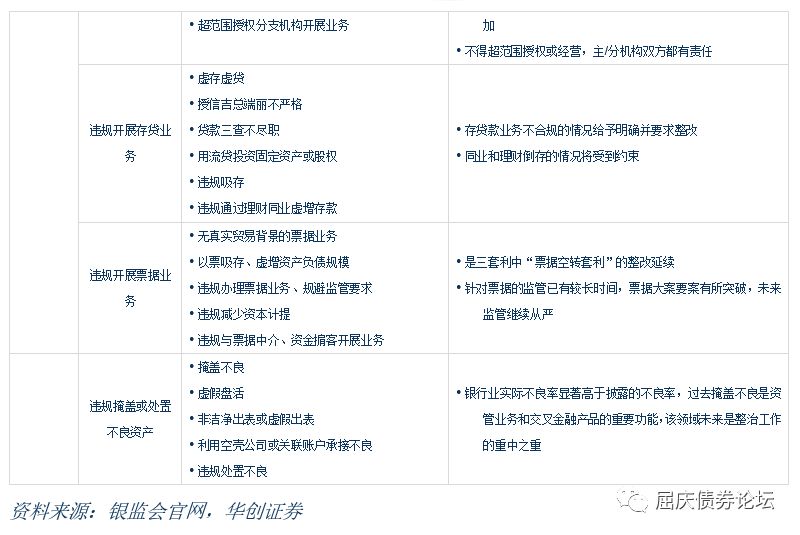 • 超范围授权分支机构开展业务
加
• 不得超范围授权或经营，主/分机构双方都有责任
违规开展存贷业
务
• 虚存虚贷
• 授信吉总端丽不严格
• 贷款三查不尽职
• 用流贷投资固定资产或股权
• 违规吸存
• 违规通过理财同业虚增存款
• 存贷款业务不合规的情况给予明确并要求整改
• 同业和理财倒存的情况将受到约束
违规开展票据业
务
• 无真实贸易背景的票据业务
• 以票吸存、虚增资产负债规模
• 违规办理票据业务、规避监管要求
• 违规减少资本计提
• 违规与票据中介、资金掮客开展业务
• 是三套利中“票据空转套利”的整改延续
• 针对票据的监管已有较长时间，票据大案要案有所突破，未来
监管继续从严
违规掩盖或处置
不良资产
• 掩盖不良
• 虚假盘活
• 非洁净出表或虚假出表
• 利用空壳公司或关联账户承接不良
• 违规处置不良
• 银行业实际不良率显著高于披露的不良率，过去掩盖不良是资
管业务和交叉金融产品的重要功能，该领域未来是整治工作
的重中之重
资料来源：银监会官网，华创证券
屈庆债券论坛